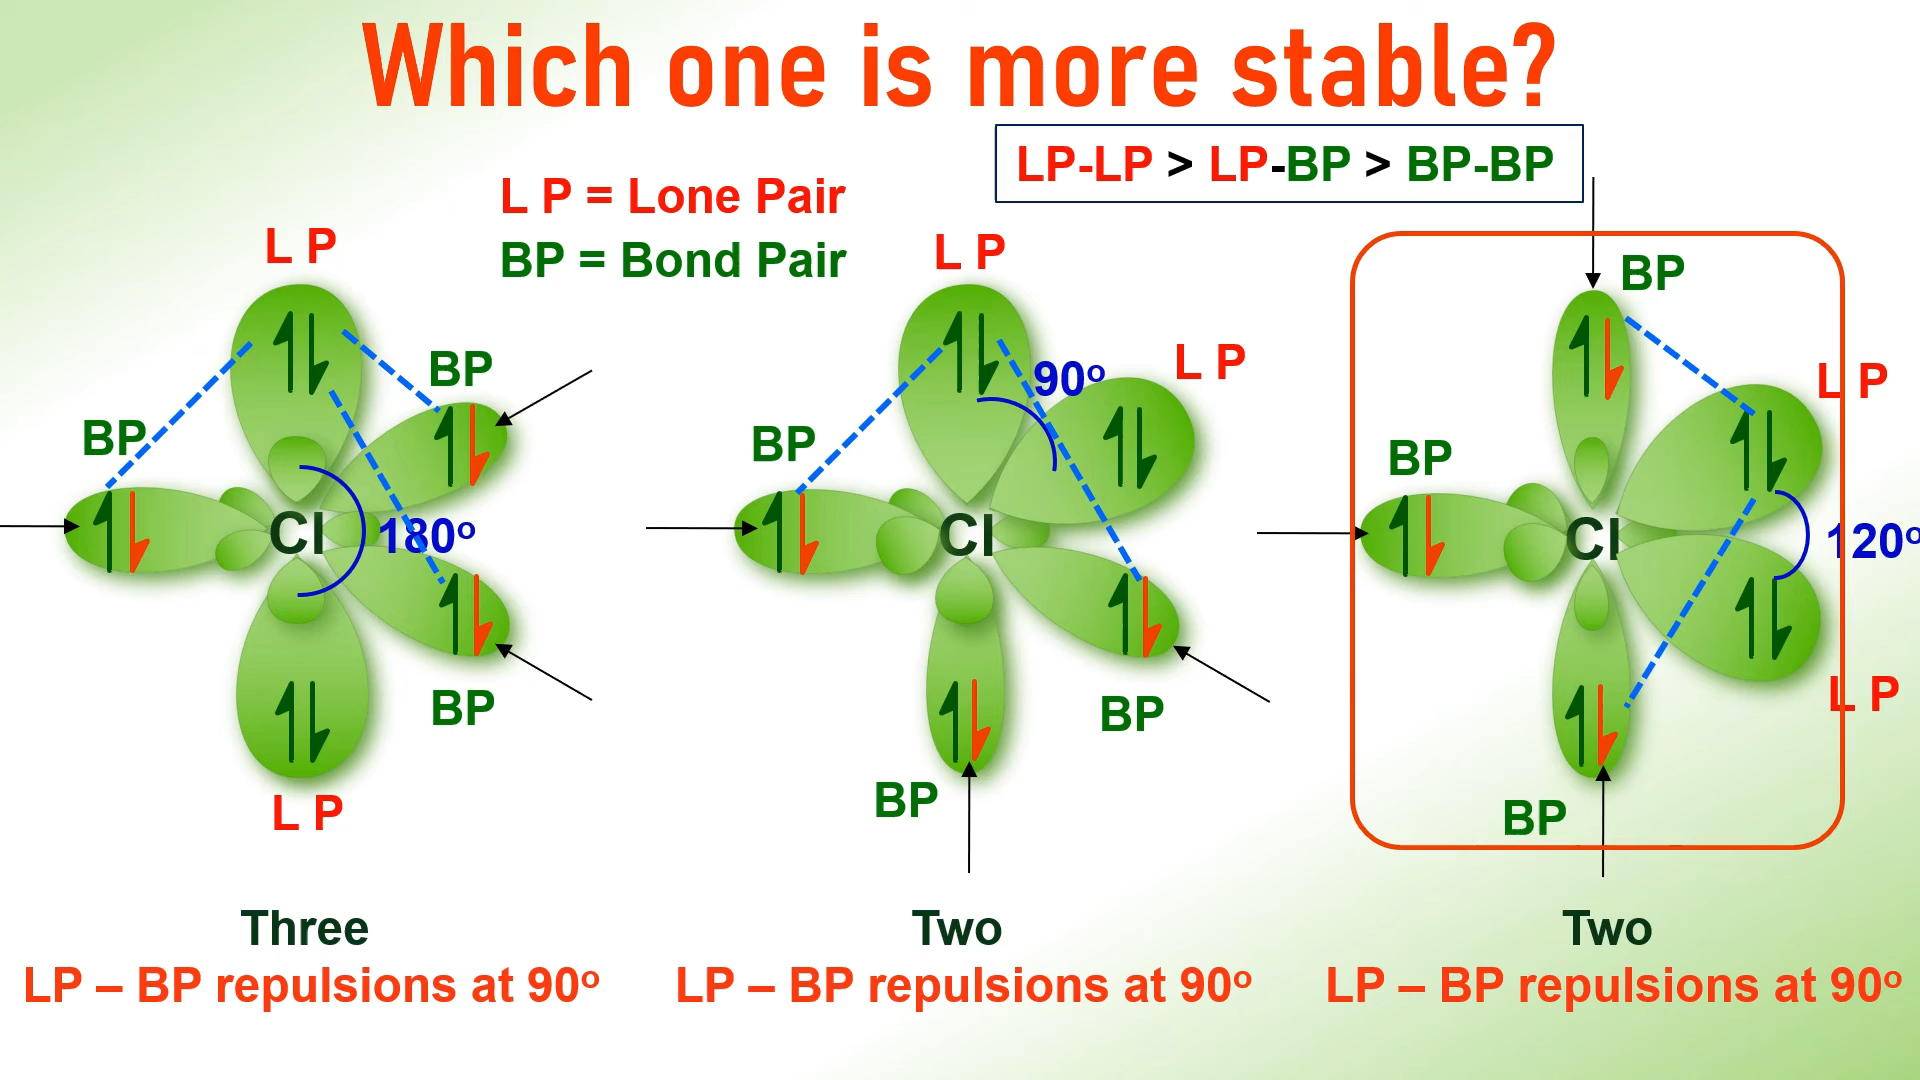 Which one is more stable?
LP-LP > LP-BP > BP-BP
L P = Lone Pair
BP = Bond Pair
L P
BP
BP
Cl
180º
BP
L P
Three
LP – BP repulsions at 90º
L P
L P
90º
BP
Cl
BP
BP
Two
LP – BP repulsions at 90º
BP
L P
BP
Cl
120º
L P
BP
Two
LP – BP repulsions at 90º